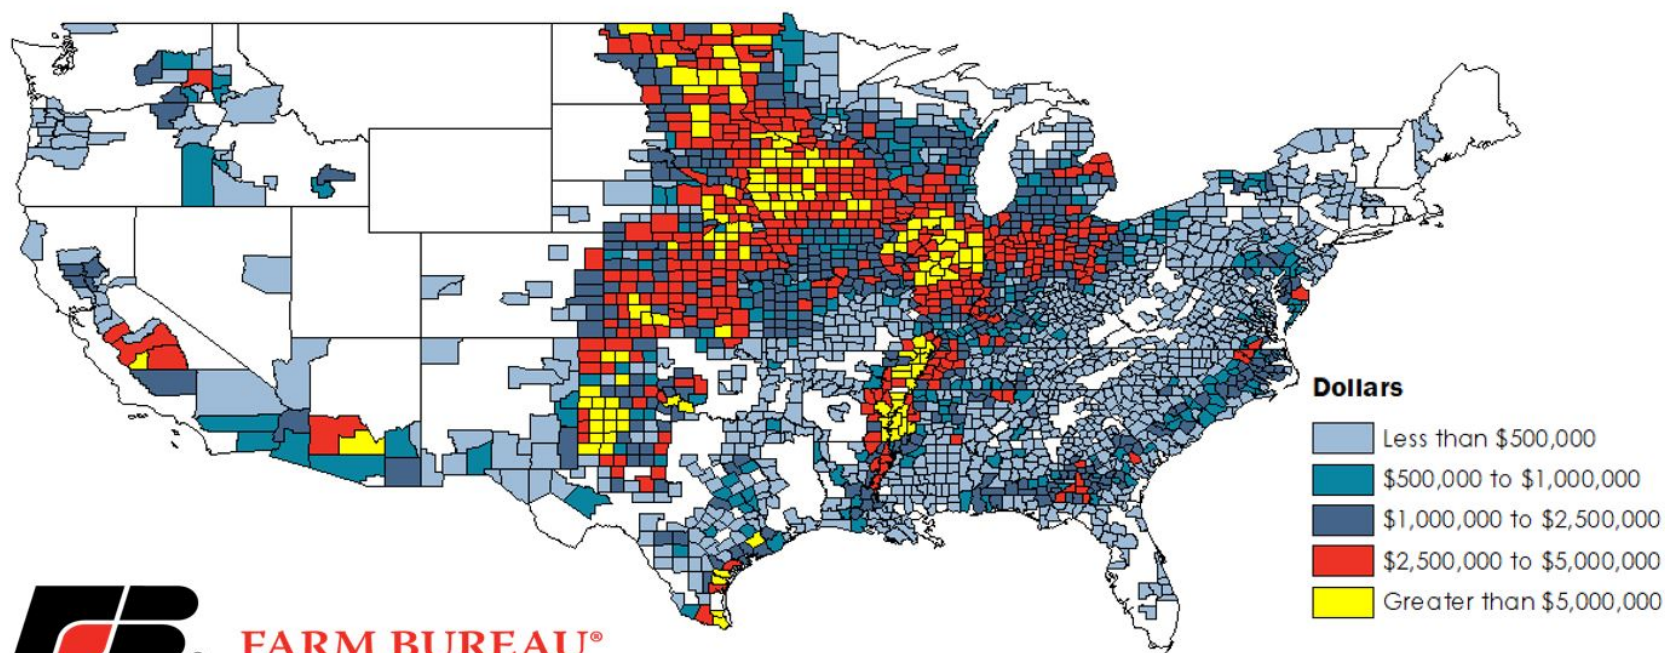 Dollars
Less than $500,000
$500,000 to $1,000,000
$1,000,000 to $2,500,000
$2,500,000 to $5,000,000
Greater than $5,000,000
FARM BUREAU®